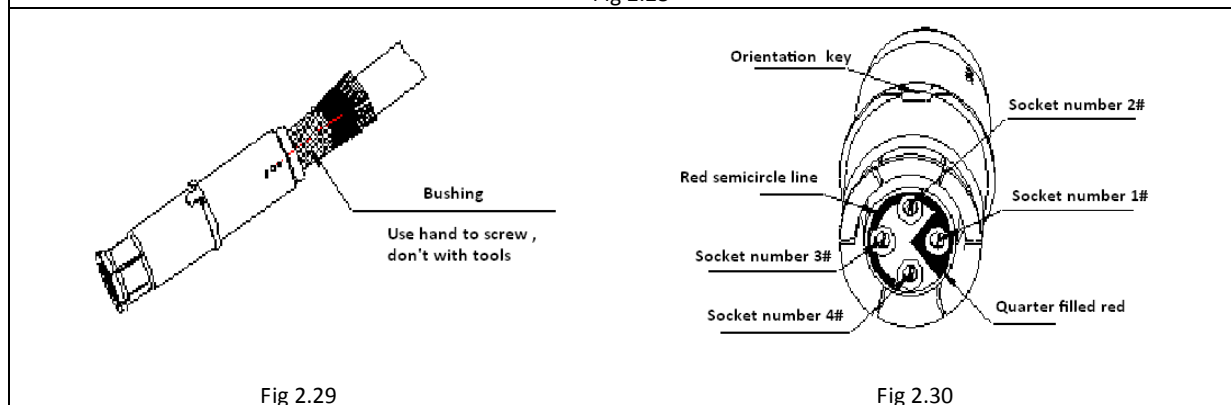 Bushing
Use hand to screw ,
don't with tools
Fig 2.29
Orientation key
Socket number 2#
Red semicircle line
Socket number 1#
Socket number 3#
Socket number 4#
Quarter filled red
Fig 2.30